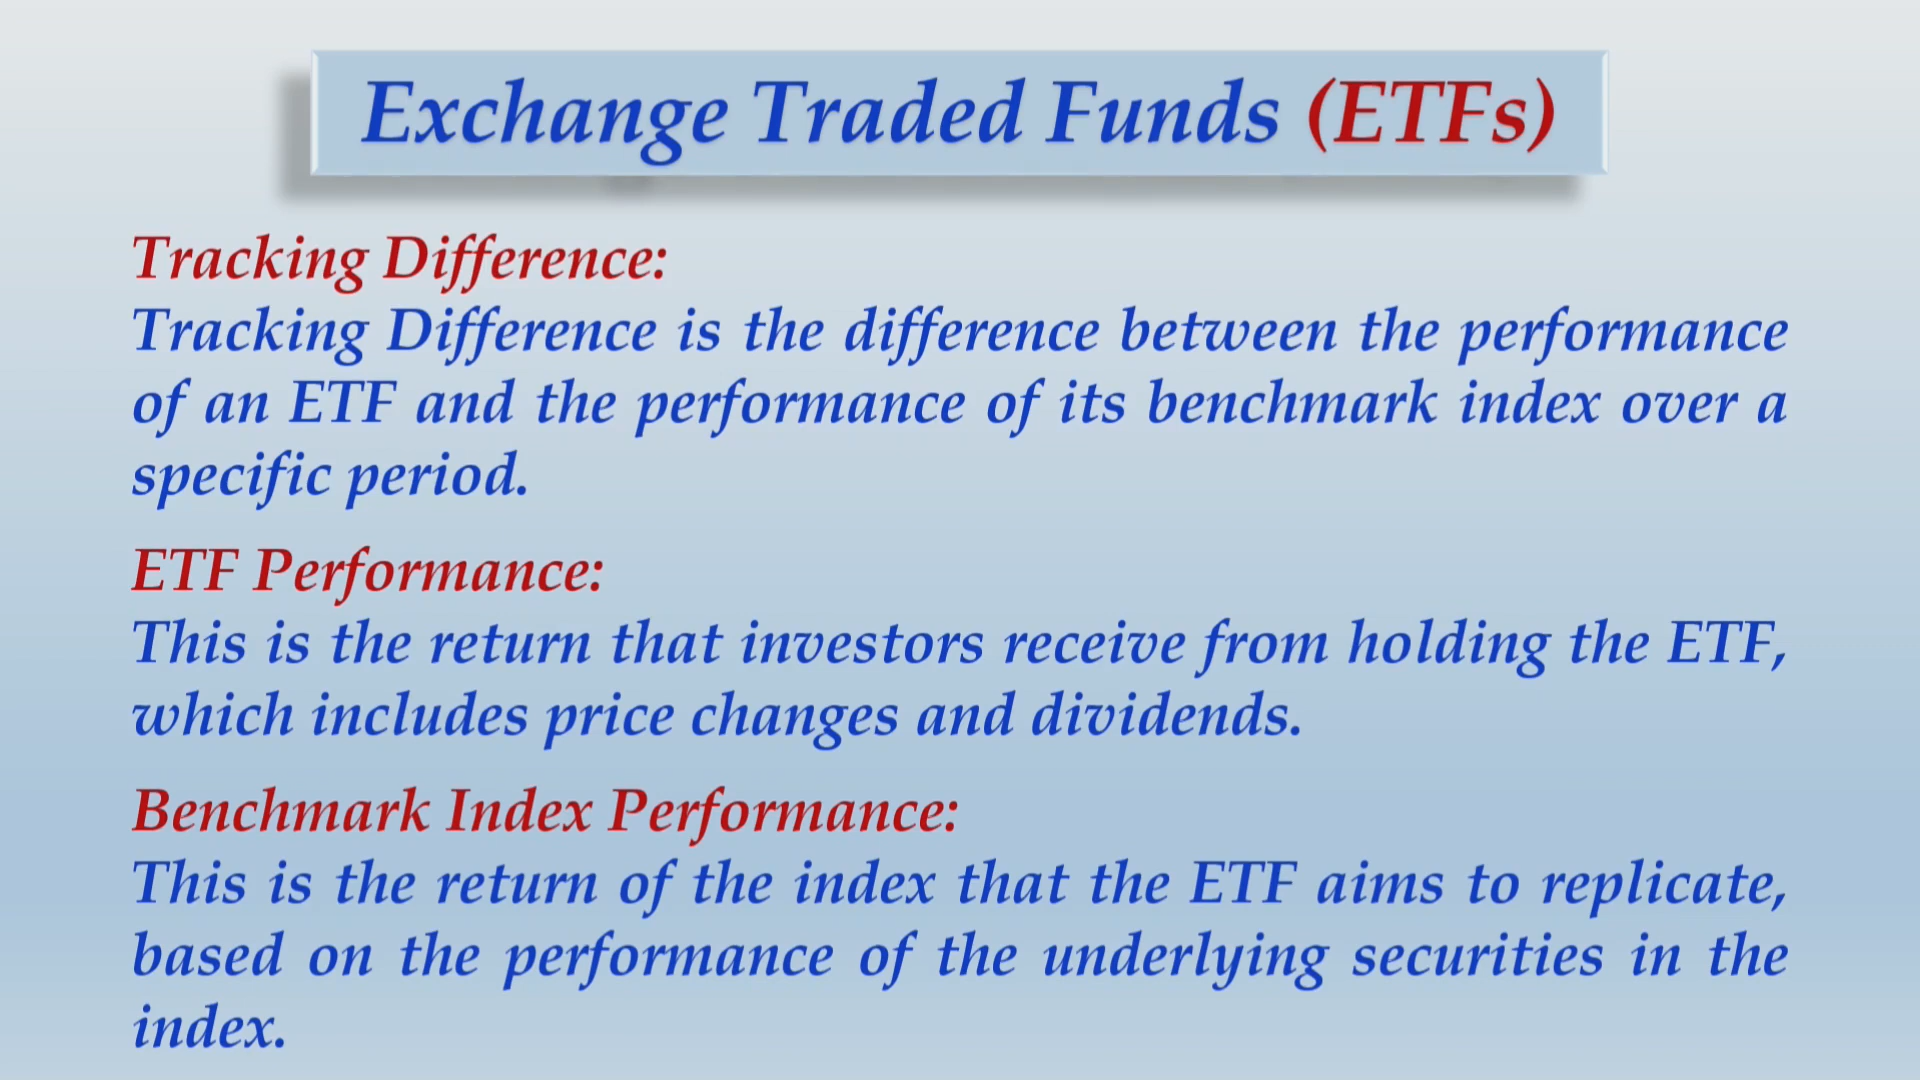 Exchange Traded Funds (ETFs)
Tracking Difference:
Tracking Difference is the difference between the performance
of an ETF and the performance of its benchmark index over a
specific period.
ETF Performance:
This is the return that investors receive from holding the ETF,
which includes price changes and dividends.
Benchmark Index Performance:
This is the return of the index that the ETF aims to replicate,
based on the performance of the underlying securities in the
index.